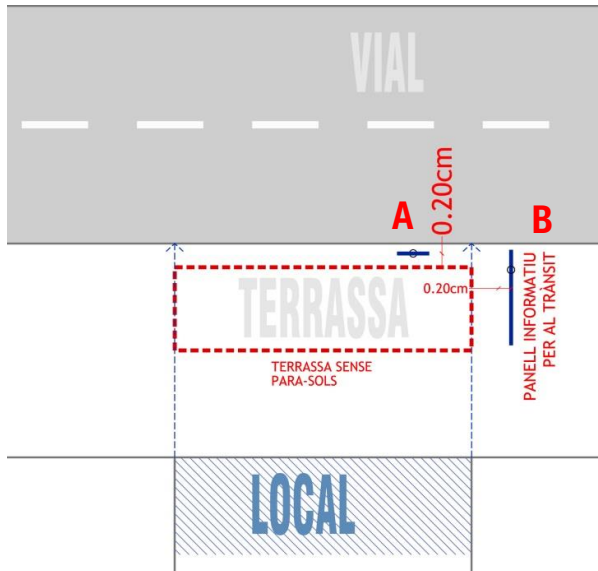 VIAL
0.20cm
A
B
TERRASSA
0.20cm
PANELL INFORMATIU
PER AL TRÀNSIT
TERRASSA SENSE
PARA-SOLS
LOCAL